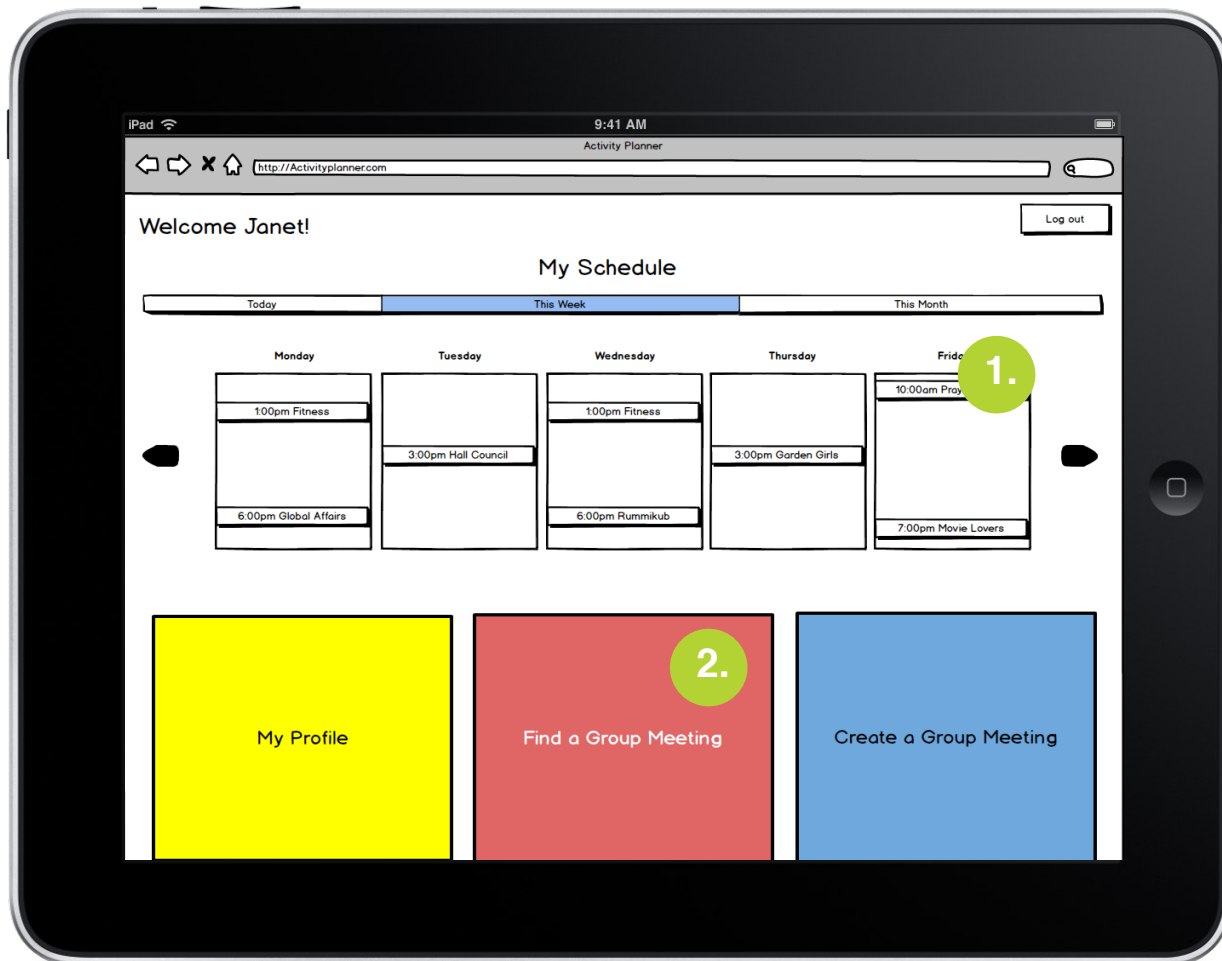 iPad 9:41 AM
Activity Planner
http://Activityplanner.com
Welcome Janet!
Log out
My Schedule
Today This Week This Month
Monday Tuesday Wednesday Thursday
1.
10:00am
1:00pm Fitness 1:00pm Fitness
3:00pm Hall Council 3:00pm Garden Girls
6:00pm Global Affairs 6:00pm Rummikub
7:00pm Movie Lovers
2.
My Profile Find a Group Meeting Create a Group Meeting